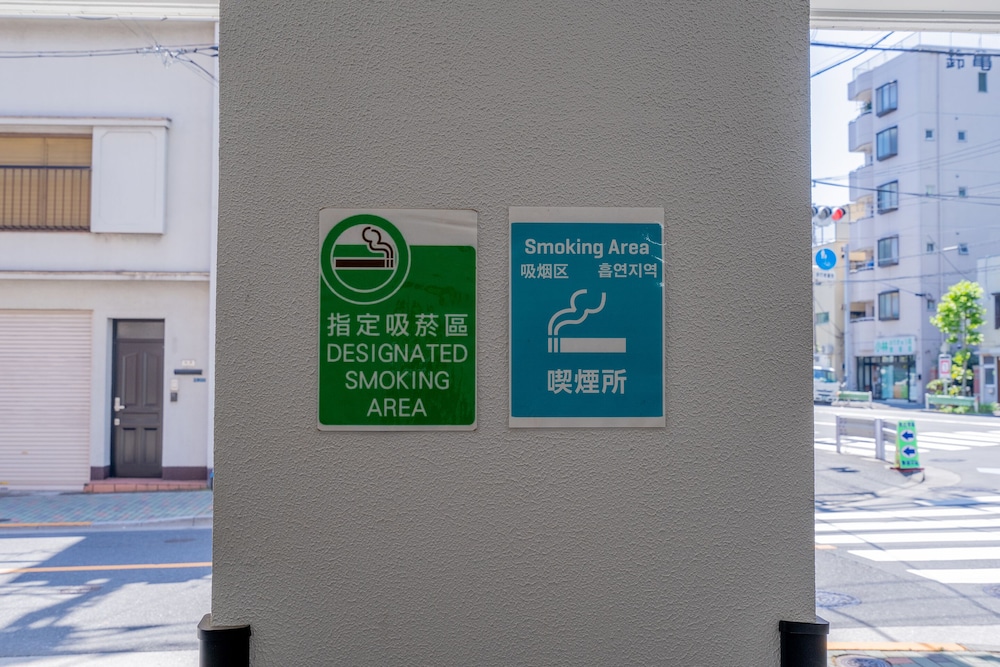 指定吸菸區
DESIGNATED
SMOKING
AREA
Smoking Area
吸烟区 흡연지역
喫煙所